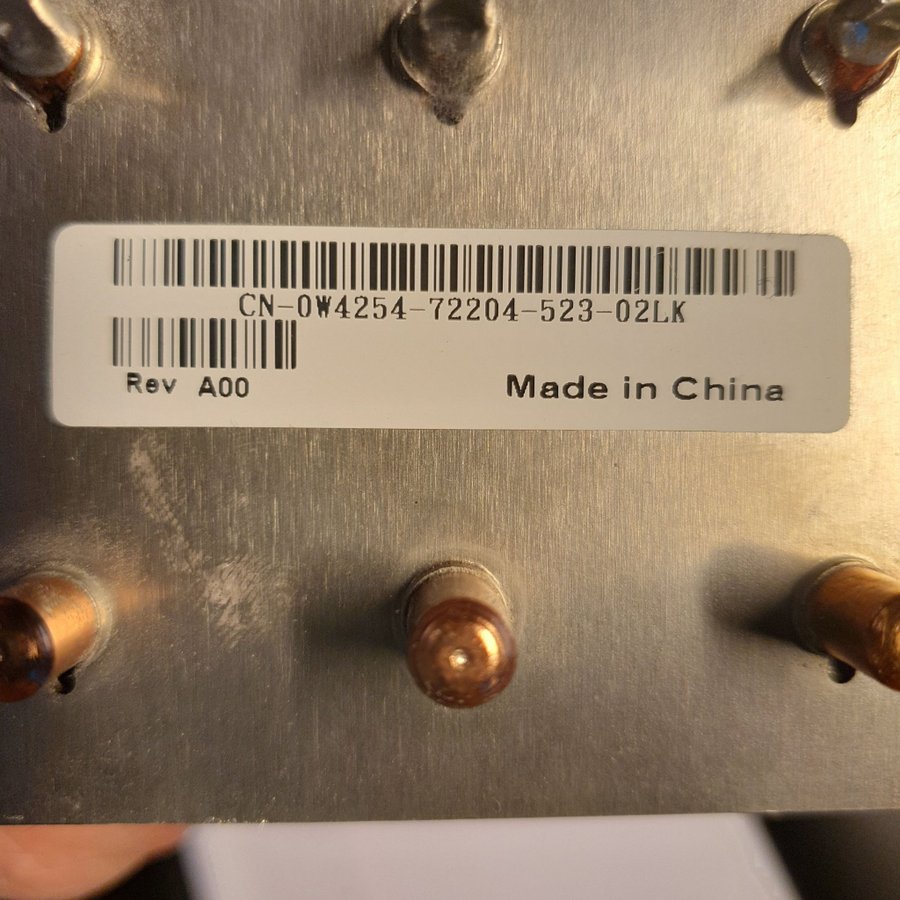 CN-0W4254-72204-523-02LK
Rev A00
Made in China